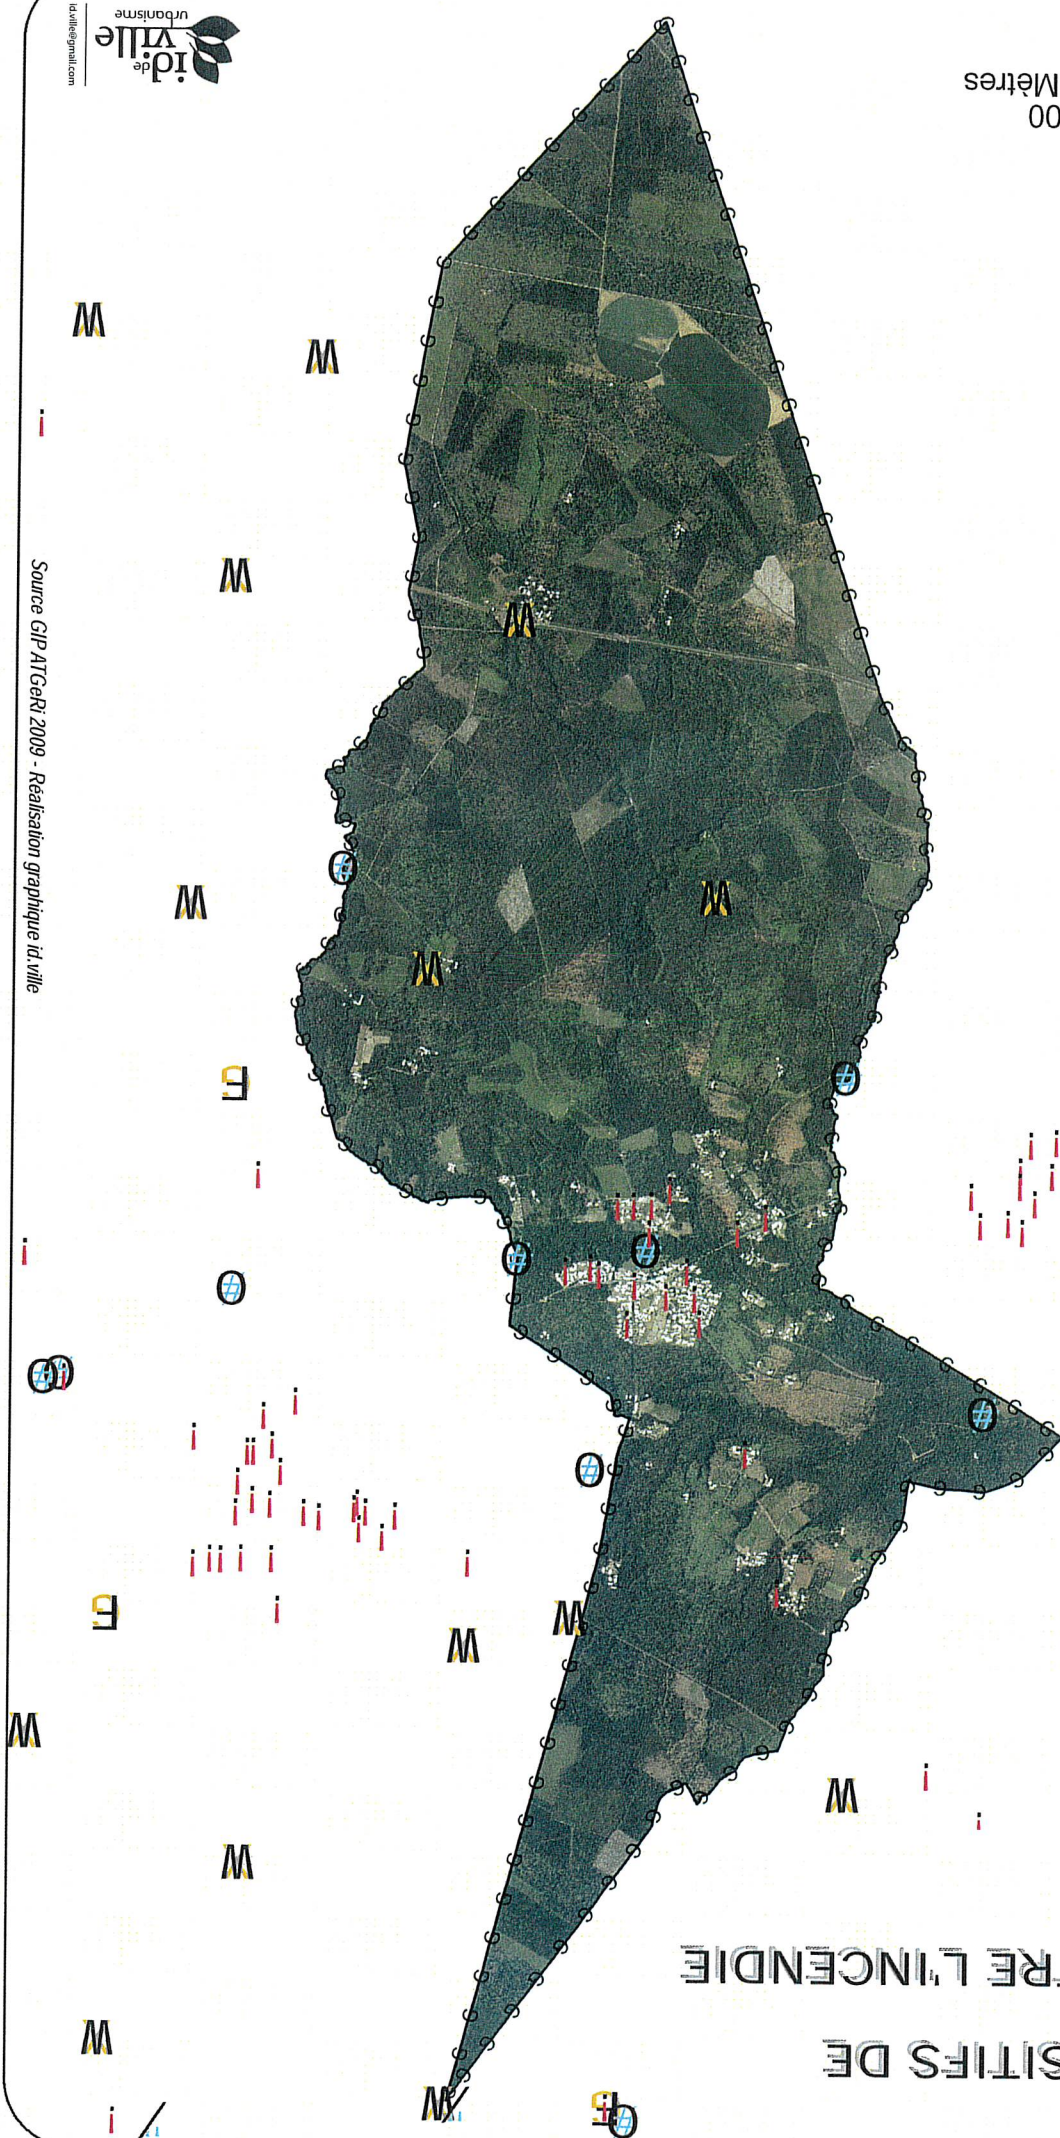 SITIFS DE
RE L'INCENDIE
Mètres
00
id.de
ville
urbanisme
id.ville@gmail.com
Source GIP ATGeRi 2009 - Réalisation graphique id.ville